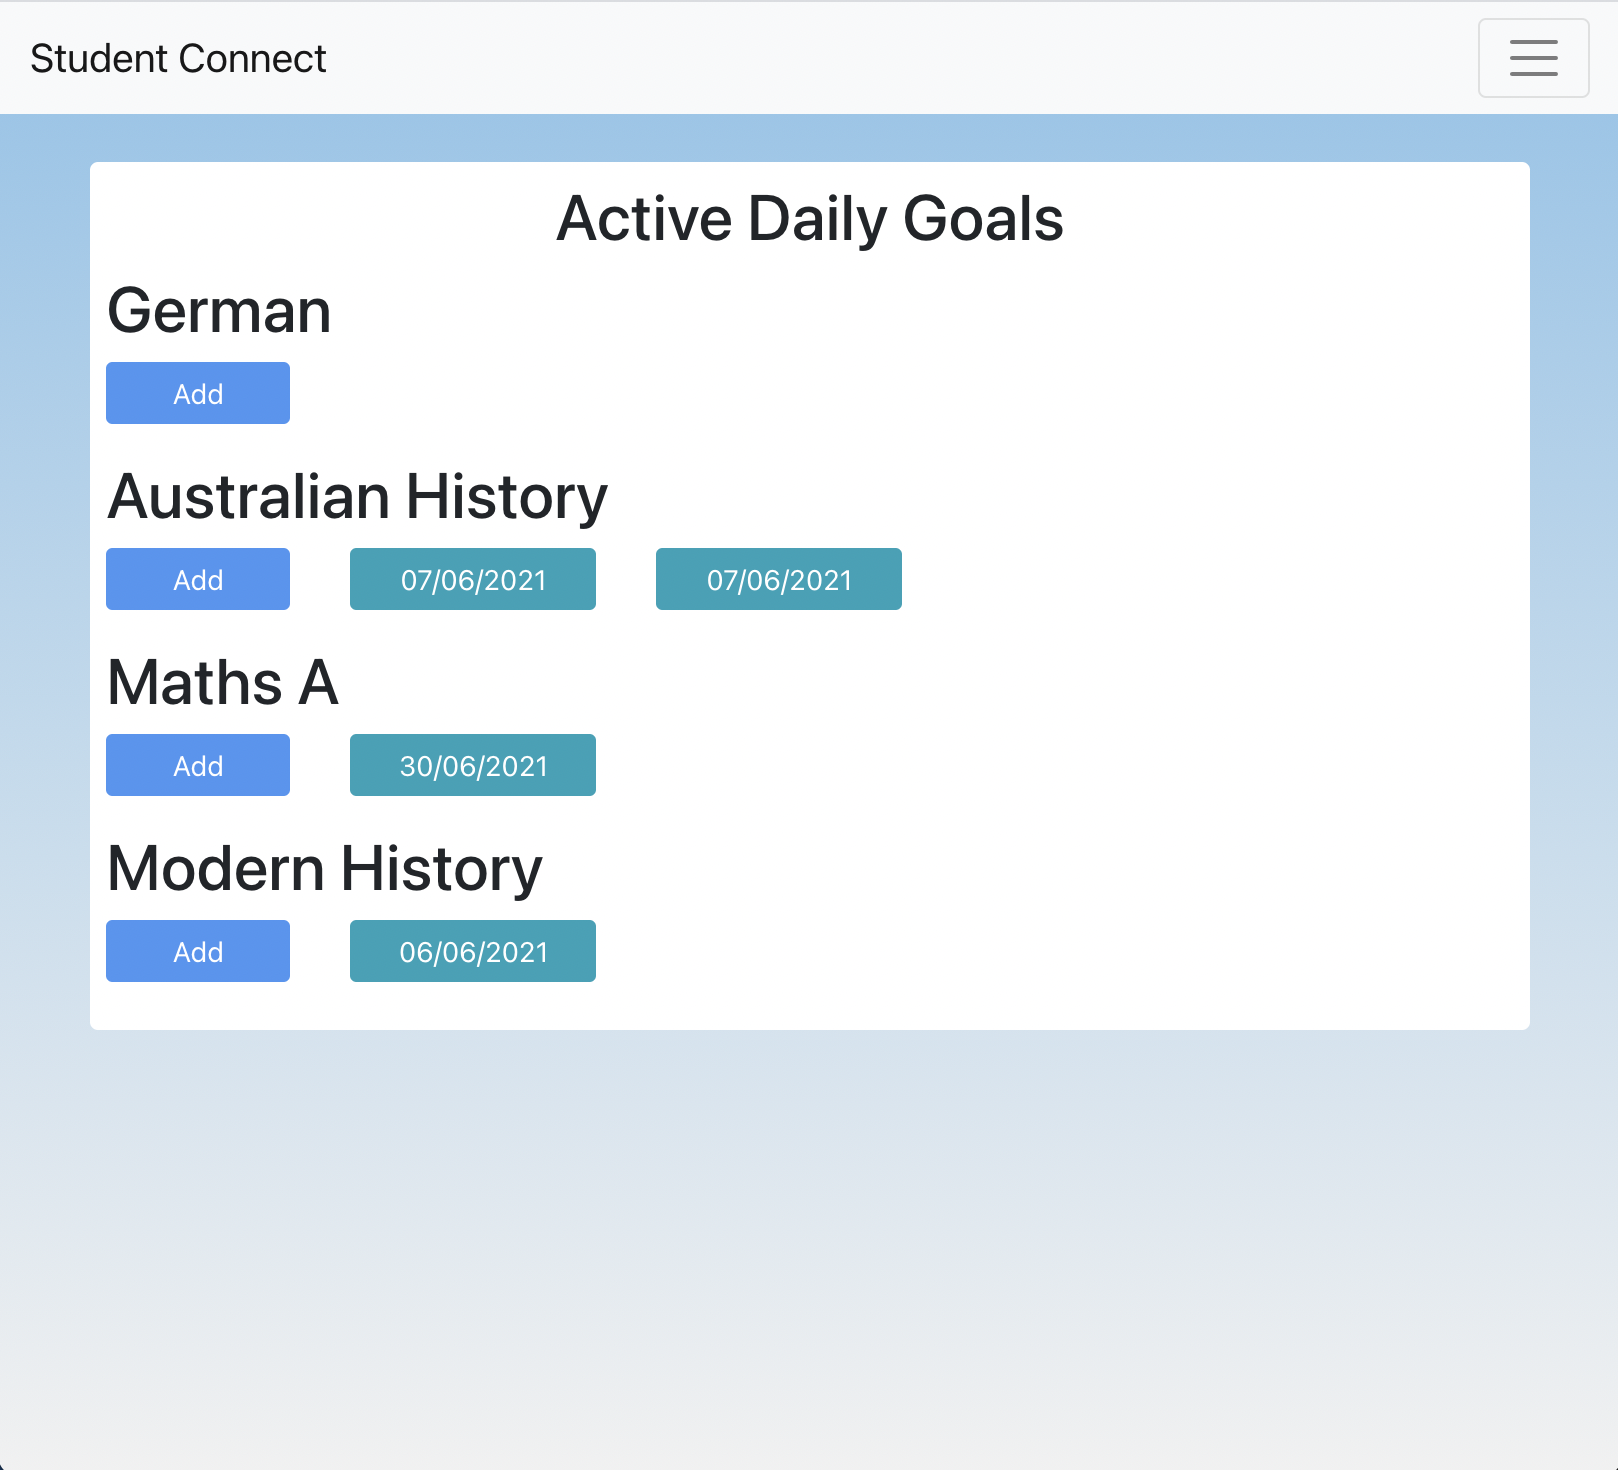 Student Connect
Active Daily Goals
German
Add
Australian History
Add 07/06/2021 07/06/2021
Maths A
Add 30/06/2021
Modern History
Add 06/06/2021